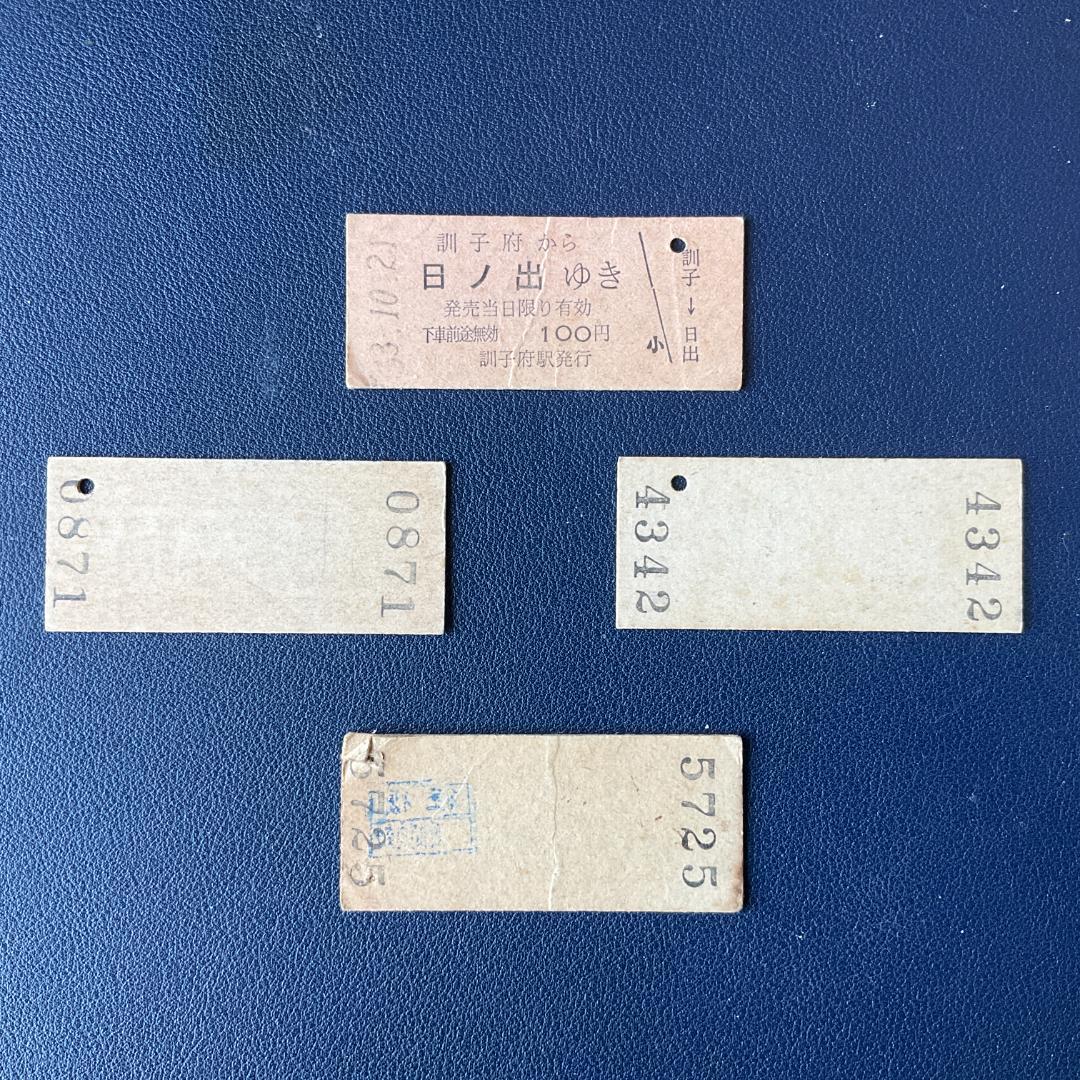 3.10.21
訓子府から
日ノ出ゆき
発売当日限り有効
下車前途無効 100円
訓子府駅発行
小
訓子→日出
0871
0871
4342
4342
5725
5725